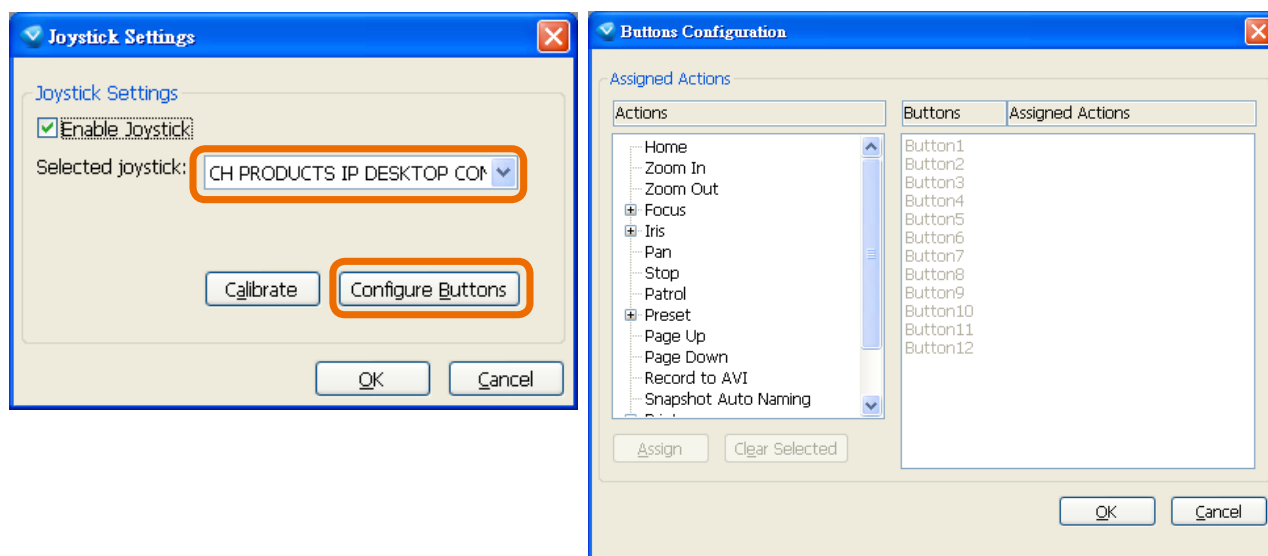 Joystick Settings
Joystick Settings
Enable Joystick
Selected joystick:
CH PRODUCTS IP DESKTOP CON
Calibrate
Configure Buttons
OK
Cancel
Buttons Configuration
Assigned Actions
Actions
Home
Zoom In
Zoom Out
Focus
Iris
Pan
Stop
Patrol
Preset
Page Up
Page Down
Record to AVI
Snapshot Auto Naming
Assign
Clear Selected
Buttons
Assigned Actions
Button1
Button2
Button3
Button4
Button5
Button6
Button7
Button8
Button9
Button10
Button11
Button12
OK
Cancel